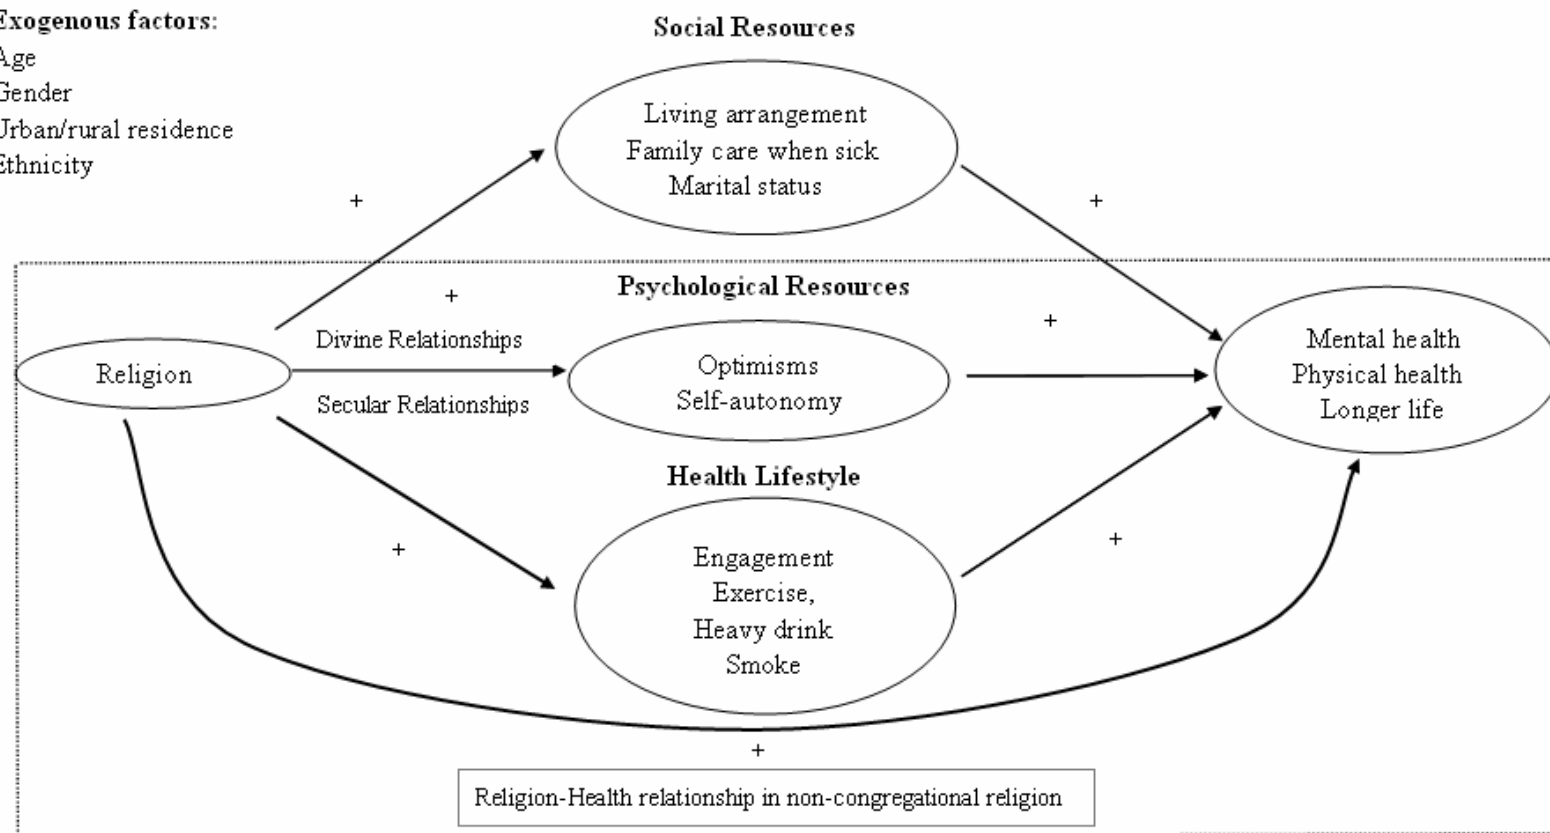 Exogenous factors:
Age
Gender
Urban/rural residence
Ethnicity
Social Resources
Living arrangement
Family care when sick
Marital status
+
+
Psychological Resources
+
+
Divine Relationships
Religion
Secular Relationships
Optimisms
Self-autonomy
Mental health
Physical health
Longer life
Health Lifestyle
+
+
Engagement
Exercise,
Heavy drink
Smoke
+
Religion-Health relationship in non-congregational religion